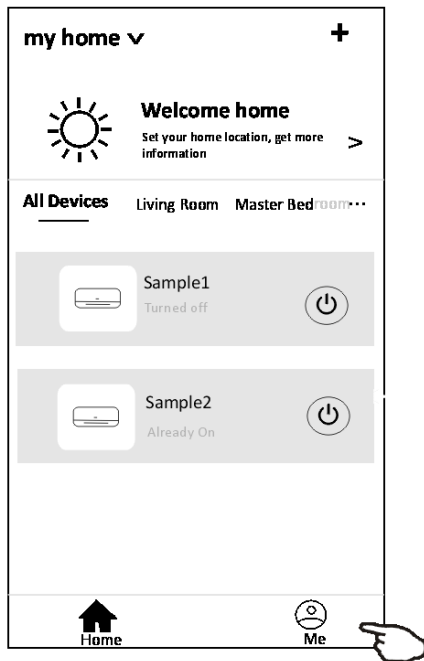 my home ∨ +
Welcome home
Set your home location, get more
information
>
All Devices Living Room Master Bedroom ···
Sample1
Turned off
Sample2
Already On
Home Me